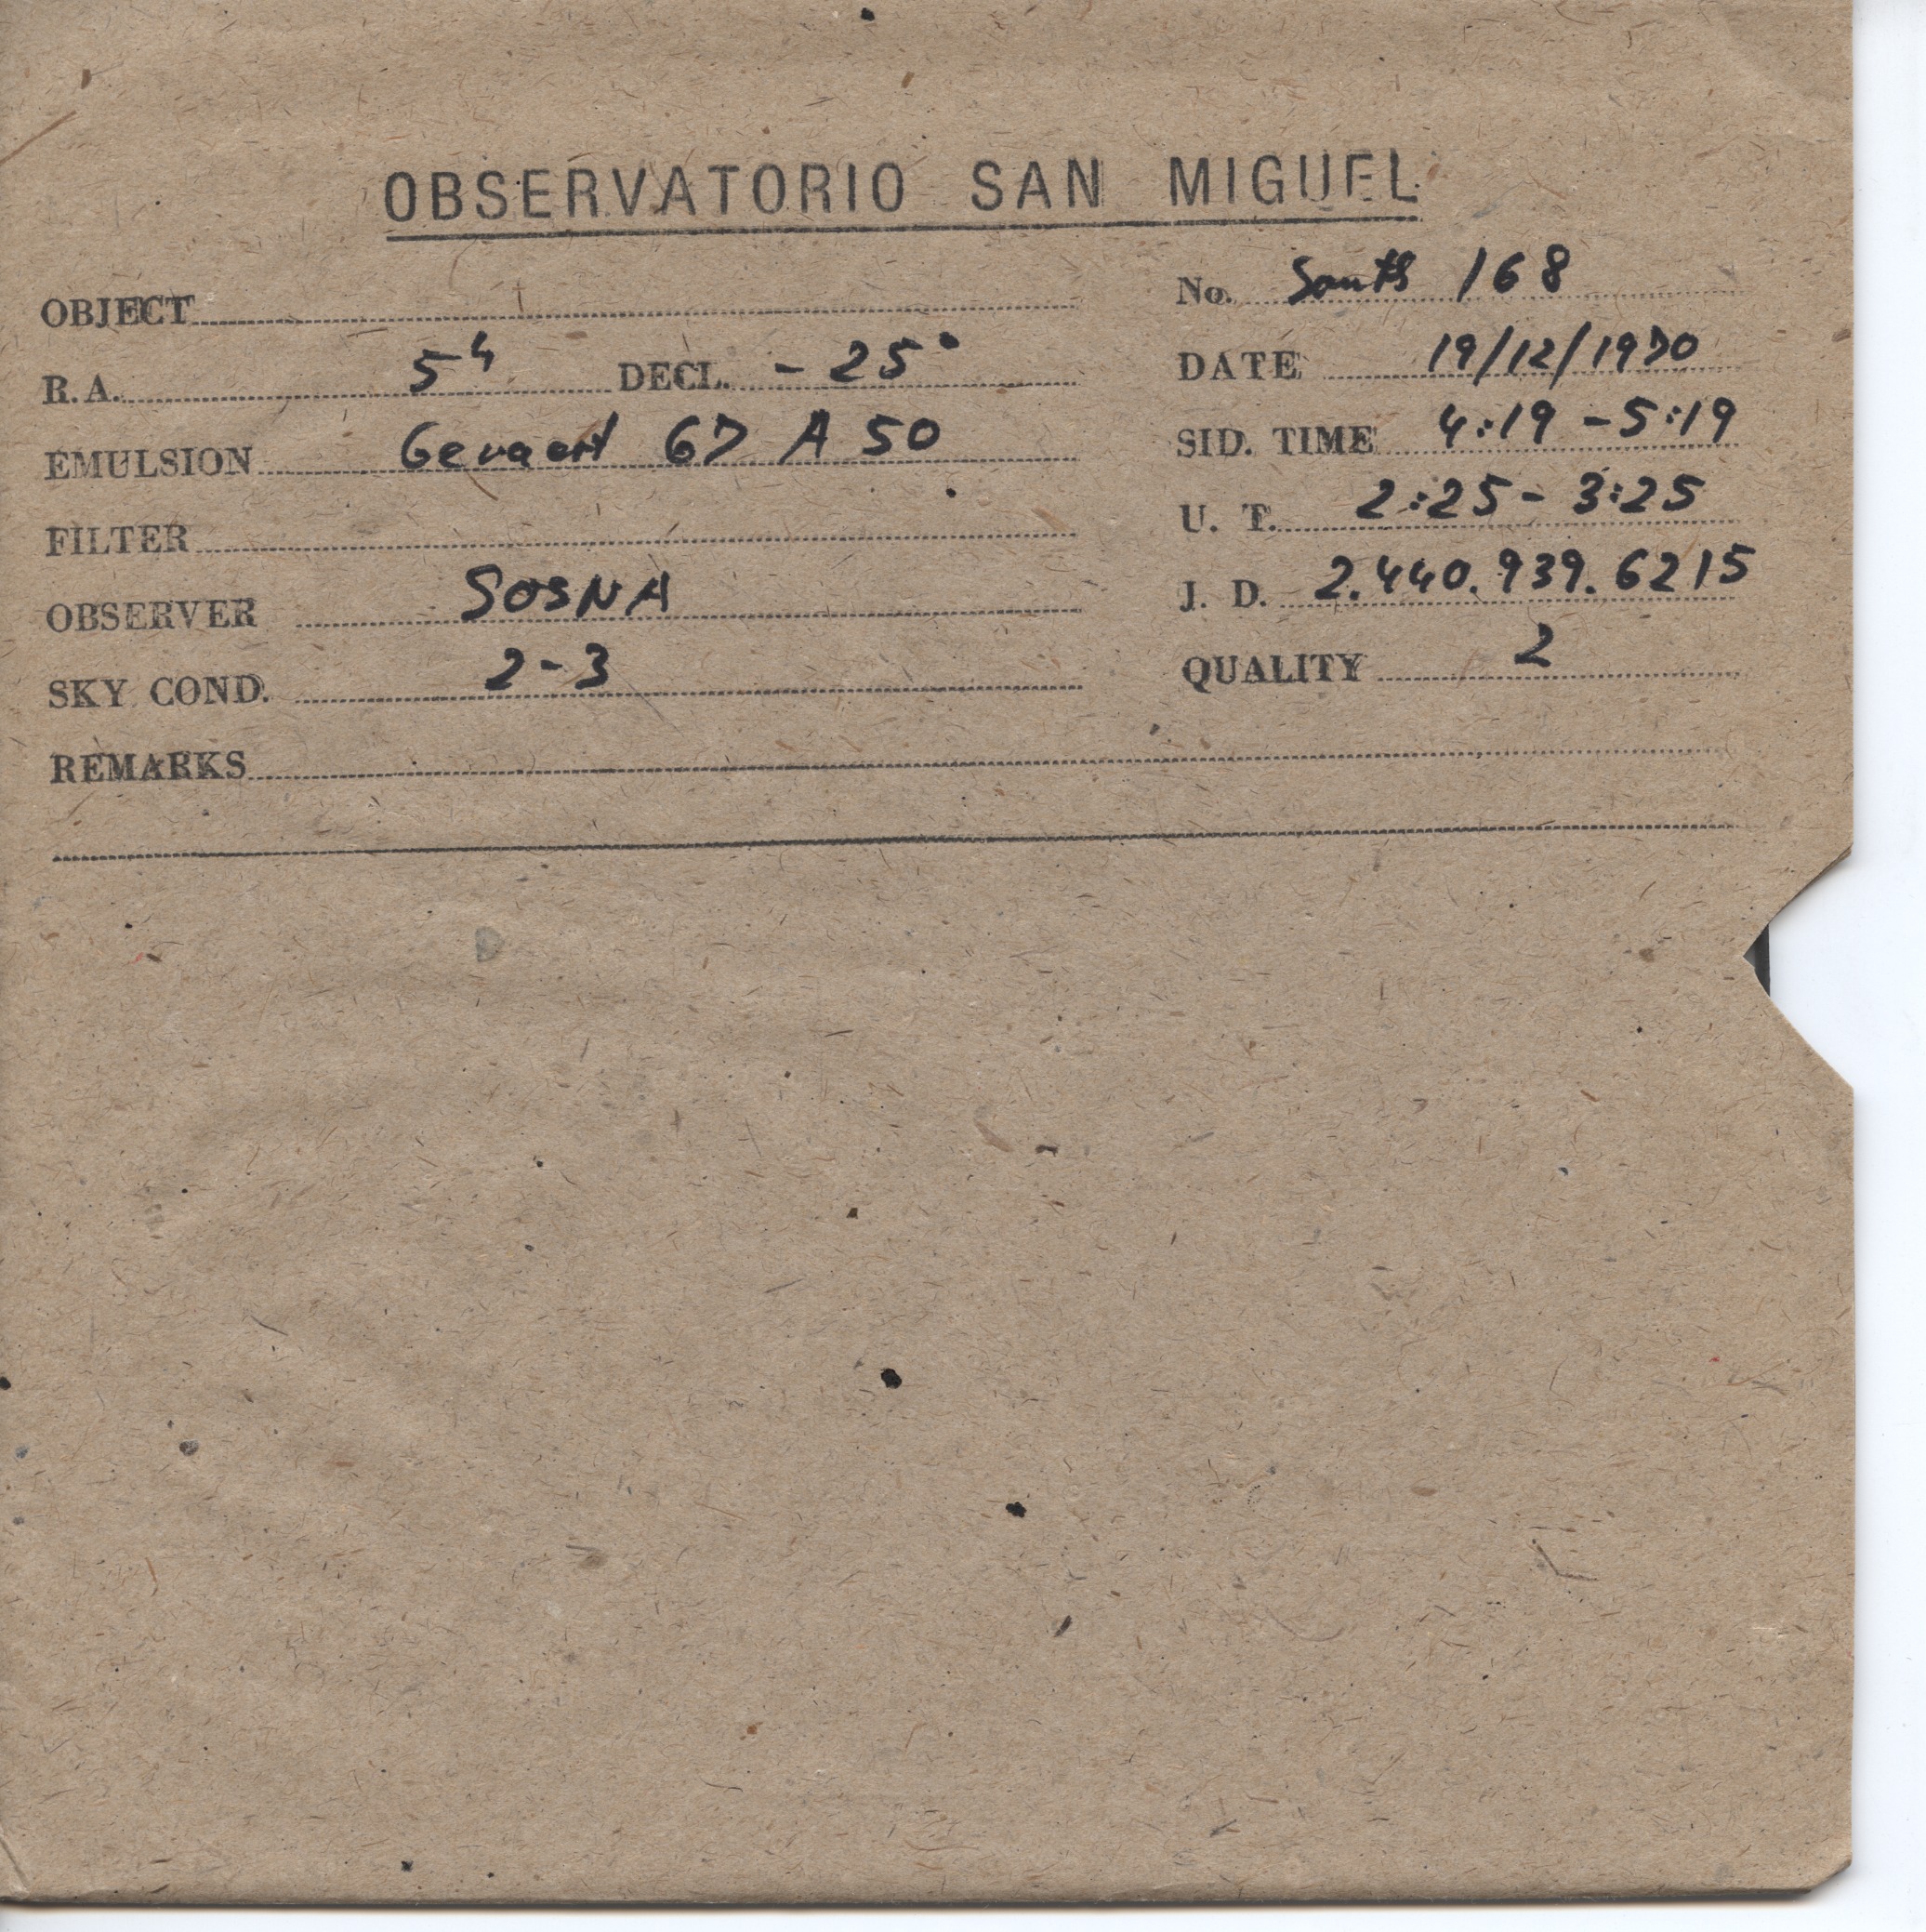 OBSERVATORIO SAN MIGUEL
OBJECT
No. South 168
R.A. 5h DECL. -25°
DATE 19/12/1970
EMULSION Gevaert 67 A 50
SID. TIME 4:19 - 5:19
FILTER
U. T. 2:25 - 3:25
OBSERVER SOSNA
J. D. 2.440.939.6215
SKY COND. 2-3
QUALITY 2
REMARKS